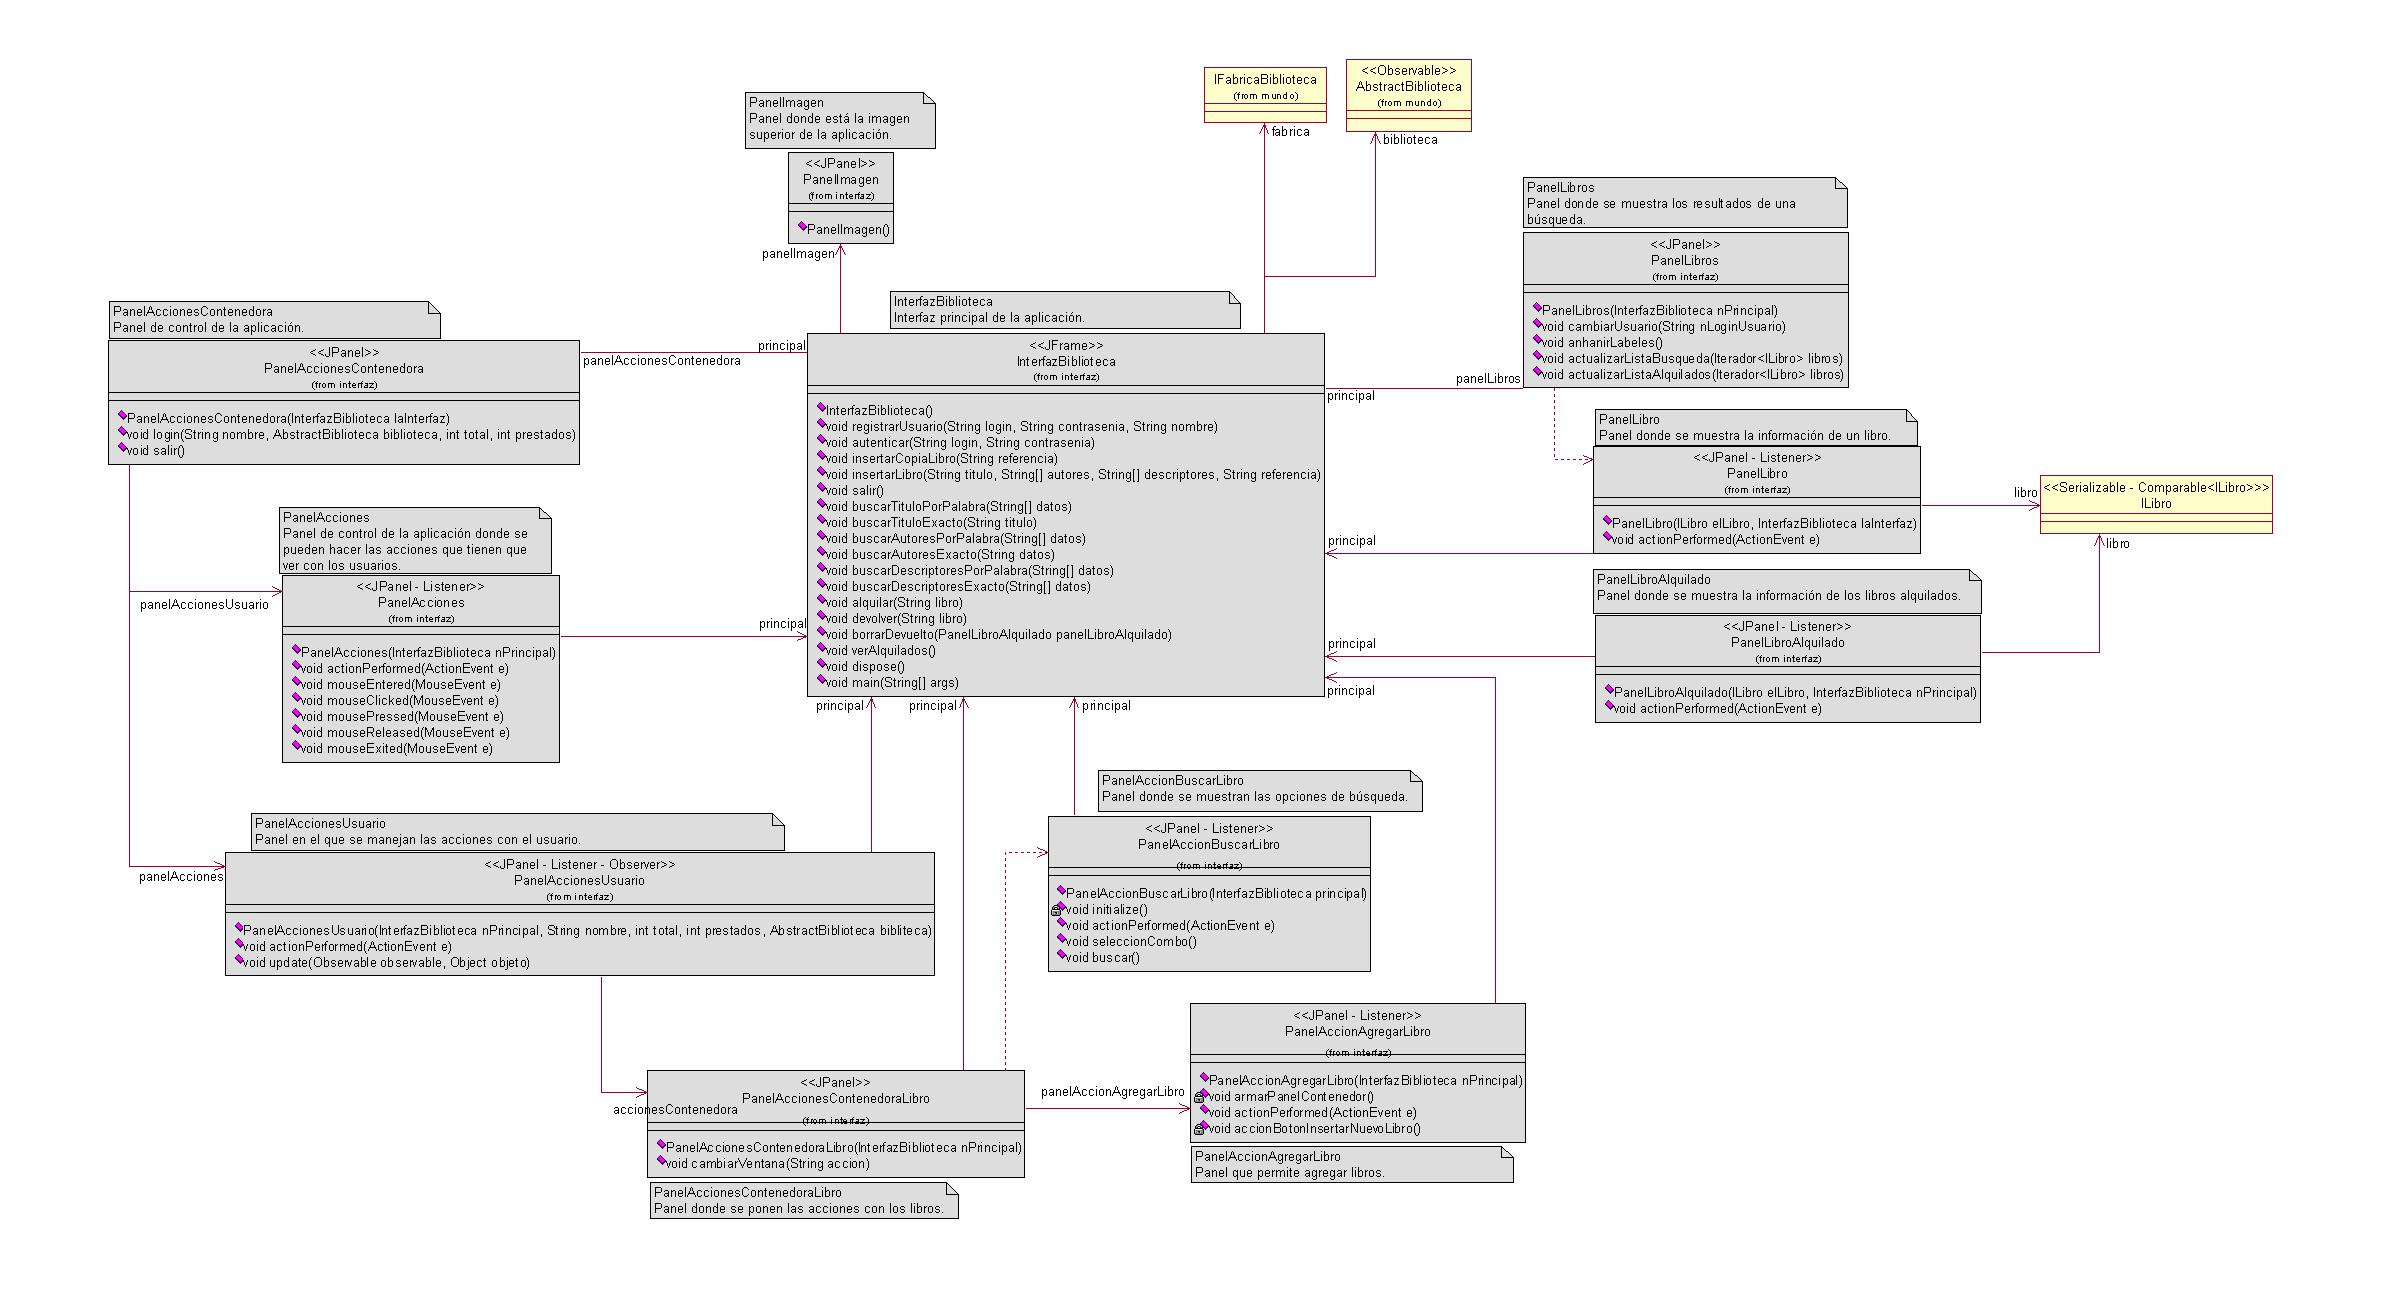 IFabricaBiblioteca
(from mundo)
fabrica
<<Observable>>
AbstractBiblioteca
(from mundo)
biblioteca
PanelImagen
Panel donde está la imagen
superior de la aplicación.
<<JPanel>>
PanelImagen
(from interfaz)
PanelImagen()
panelImagen
PanelLibros
Panel donde se muestra los resultados de una
búsqueda.
<<JPanel>>
PanelLibros
(from interfaz)
PanelLibros(InterfazBiblioteca nPrincipal)
void cambiarUsuario(String nLoginUsuario)
void anhanirLabeles()
void actualizarListaBusqueda(Iterador<ILibro> libros)
void actualizarListaAlquilados(Iterador<ILibro> libros)
PanelAccionesContenedora
Panel de control de la aplicación.
<<JPanel>>
PanelAccionesContenedora
(from interfaz)
PanelAccionesContenedora(InterfazBiblioteca laInterfaz)
void login(String nombre, AbstractBiblioteca biblioteca, int total, int prestados)
void salir()
principal
panelAccionesContenedora
InterfazBiblioteca
Interfaz principal de la aplicación.
<<JFrame>>
InterfazBiblioteca
(from interfaz)
InterfazBiblioteca()
void registrarUsuario(String login, String contrasenia, String nombre)
void autenticar(String login, String contrasenia)
void insertarCopiaLibro(String referencia)
void insertarLibro(String titulo, String[] autores, String[] descriptores, String referencia)
void salir()
void buscarTituloPorPalabra(String[] datos)
void buscarTituloExacto(String titulo)
void buscarAutoresPorPalabra(String[] datos)
void buscarAutoresExacto(String datos)
void buscarDescriptoresPorPalabra(String[] datos)
void buscarDescriptoresExacto(String[] datos)
void alquilar(String libro)
void devolver(String libro)
void borrarDevuelto(PanelLibroAlquilado panelLibroAlquilado)
void verAlquilados()
void dispose()
void main(String[] args)
panelLibros
principal
PanelLibro
Panel donde se muestra la información de un libro.
<<JPanel - Listener>>
PanelLibro
(from interfaz)
PanelLibro(ILibro elLibro, InterfazBiblioteca laInterfaz)
void actionPerformed(ActionEvent e)
libro
<<Serializable - Comparable<ILibro>>>
ILibro
libro
principal
PanelLibroAlquilado
Panel donde se muestra la información de los libros alquilados.
<<JPanel - Listener>>
PanelLibroAlquilado
(from interfaz)
PanelLibroAlquilado(ILibro elLibro, InterfazBiblioteca nPrincipal)
void actionPerformed(ActionEvent e)
principal
principal
PanelAcciones
Panel de control de la aplicación donde se
pueden hacer las acciones que tienen que
ver con los usuarios.
<<JPanel - Listener>>
PanelAcciones
(from interfaz)
PanelAcciones(InterfazBiblioteca nPrincipal)
void actionPerformed(ActionEvent e)
void mouseEntered(MouseEvent e)
void mouseClicked(MouseEvent e)
void mousePressed(MouseEvent e)
void mouseReleased(MouseEvent e)
void mouseExited(MouseEvent e)
panelAccionesUsuario
principal
principal
principal
principal
PanelAccionesUsuario
Panel en el que se manejan las acciones con el usuario.
<<JPanel - Listener - Observer>>
PanelAccionesUsuario
(from interfaz)
PanelAccionesUsuario(InterfazBiblioteca nPrincipal, String nombre, int total, int prestados, AbstractBiblioteca bibliteca)
void actionPerformed(ActionEvent e)
void update(Observable observable, Object objeto)
panelAcciones
PanelAccionBuscarLibro
Panel donde se muestran las opciones de búsqueda.
<<JPanel - Listener>>
PanelAccionBuscarLibro
(from interfaz)
PanelAccionBuscarLibro(InterfazBiblioteca principal)
void initialize()
void actionPerformed(ActionEvent e)
void seleccionCombo()
void buscar()
<<JPanel - Listener>>
PanelAccionAgregarLibro
(from interfaz)
PanelAccionAgregarLibro(InterfazBiblioteca nPrincipal)
void armarPanelContenedor()
void actionPerformed(ActionEvent e)
void accionBotonInsertarNuevoLibro()
PanelAccionAgregarLibro
Panel que permite agregar libros.
panelAccionAgregarLibro
accionesContenedora
<<JPanel>>
PanelAccionesContenedoraLibro
(from interfaz)
PanelAccionesContenedoraLibro(InterfazBiblioteca nPrincipal)
void cambiarVentana(String accion)
PanelAccionesContenedoraLibro
Panel donde se ponen las acciones con los libros.